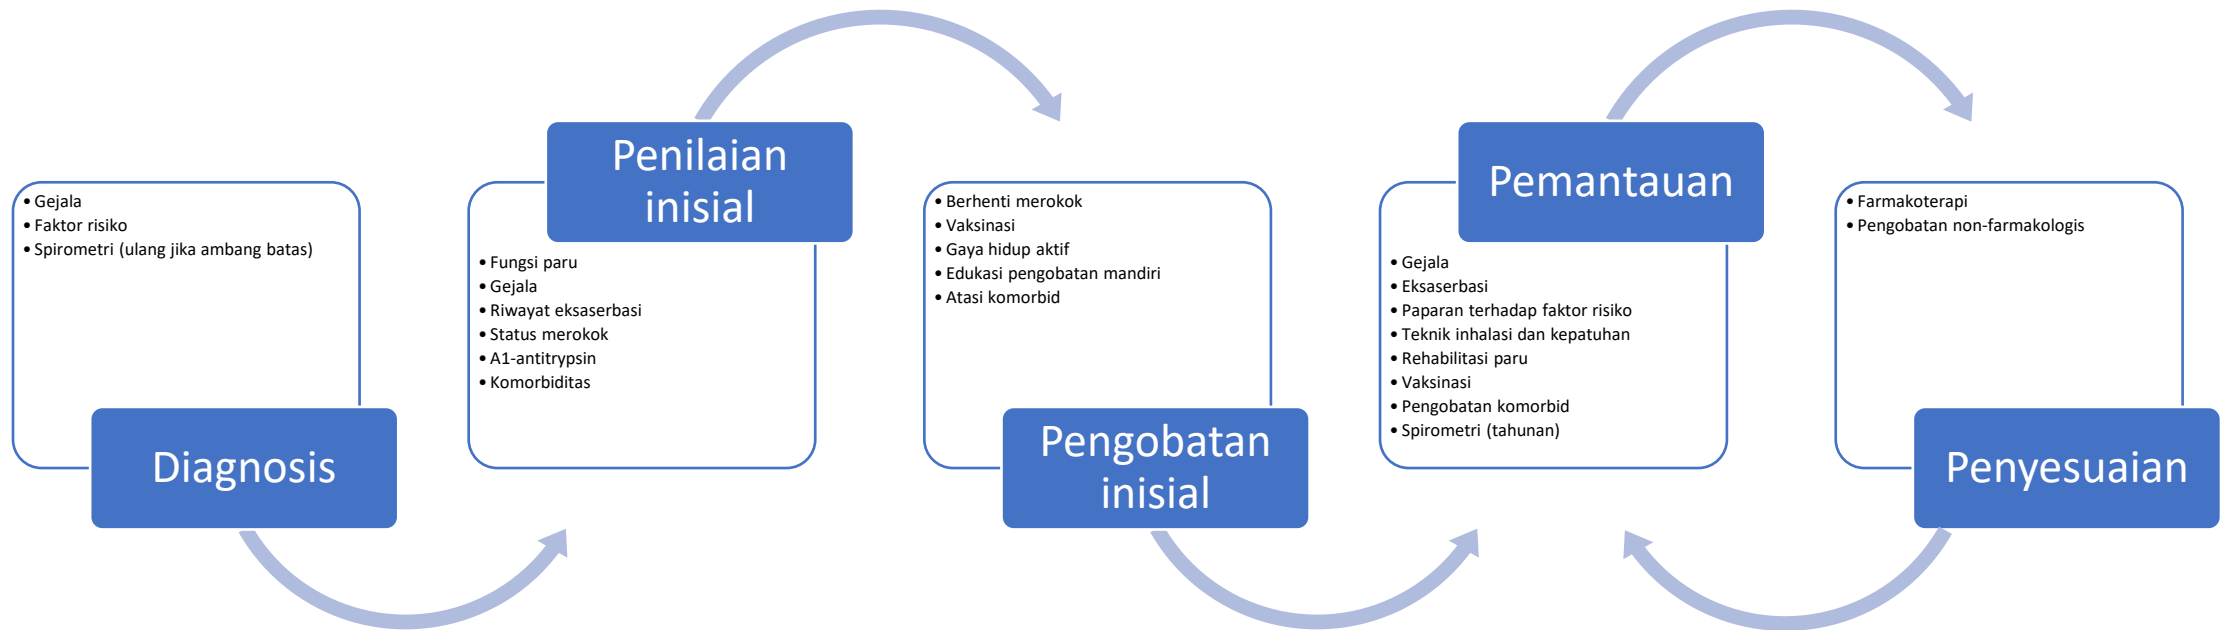 • Gejala
• Faktor risiko
• Spirometri (ulang jika ambang batas)
Diagnosis
Penilaian
inisial
• Fungsi paru
• Gejala
• Riwayat eksaserbasi
• Status merokok
• A1-antitrypsin
• Komorbiditas
• Berhenti merokok
• Vaksinasi
• Gaya hidup aktif
• Edukasi pengobatan mandiri
• Atasi komorbid
Pengobatan
inisial
Pemantauan
• Gejala
• Eksaserbasi
• Paparan terhadap faktor risiko
• Teknik inhalasi dan kepatuhan
• Rehabilitasi paru
• Vaksinasi
• Pengobatan komorbid
• Spirometri (tahunan)
• Farmakoterapi
• Pengobatan non-farmakologis
Penyesuaian